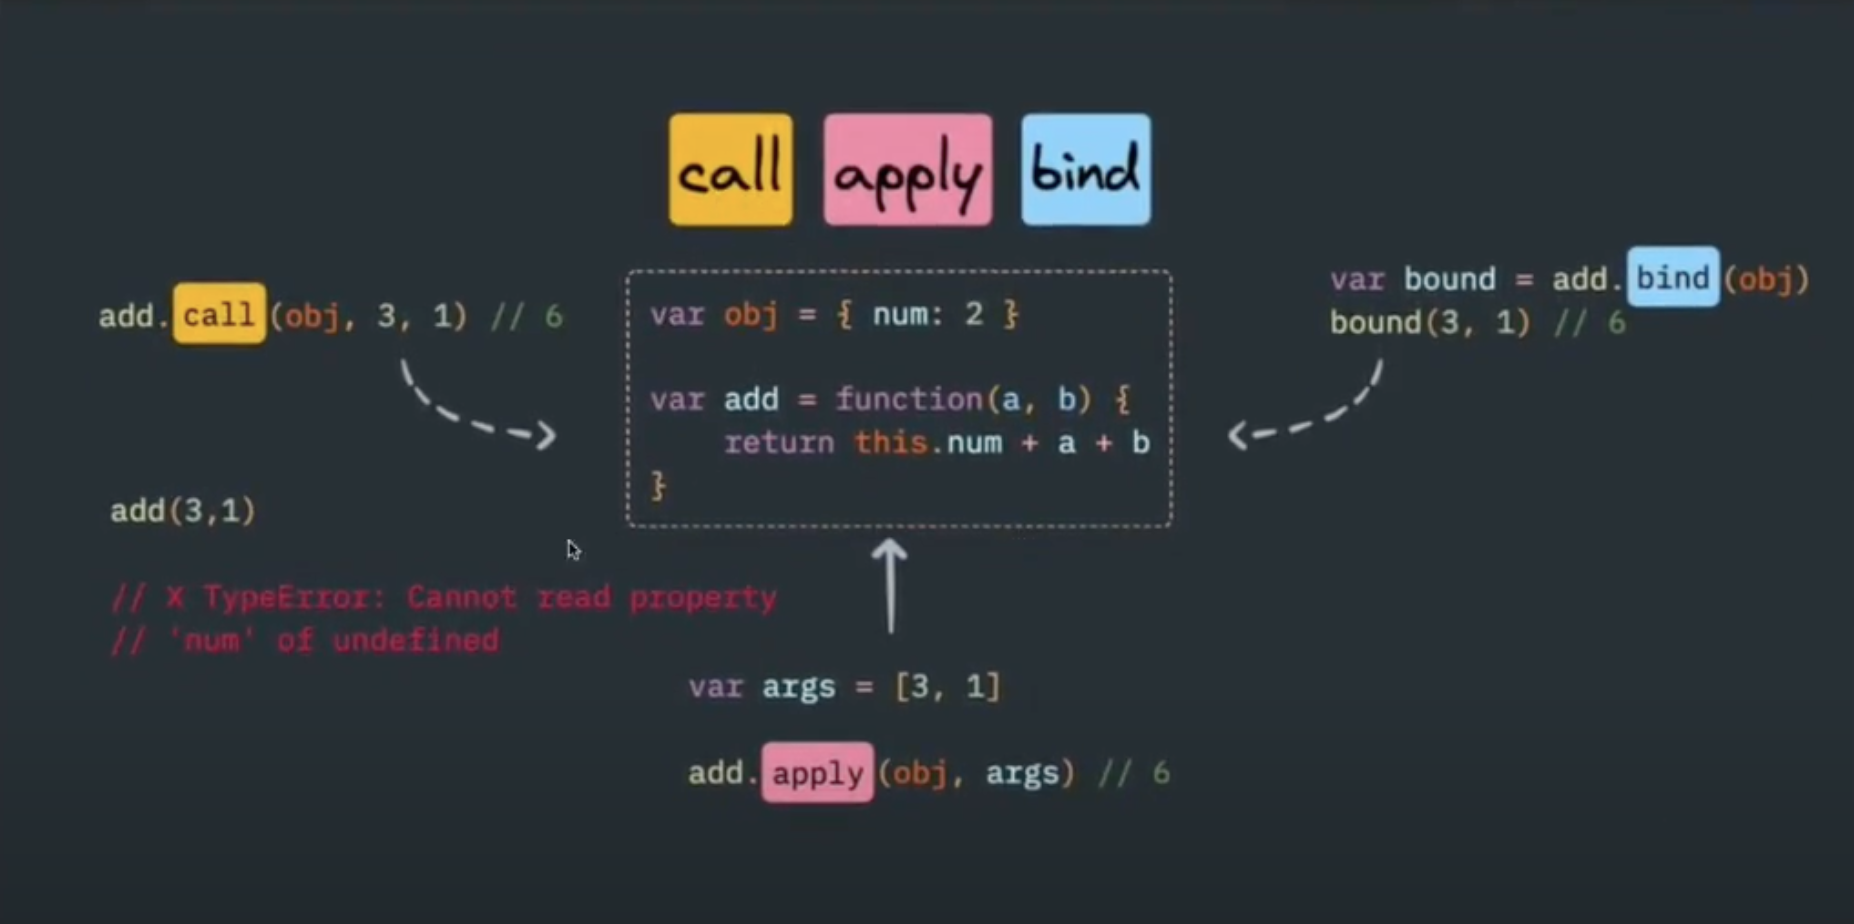 call apply bind
add.call(obj, 3, 1) // 6
var obj = { num: 2 }
var add = function(a, b) {
return this.num + a + b
}
var bound = add.bind(obj)
bound(3, 1) // 6
add(3,1)
// X TypeError: Cannot read property
// 'num' of undefined
var args = [3, 1]
add.apply(obj, args) // 6